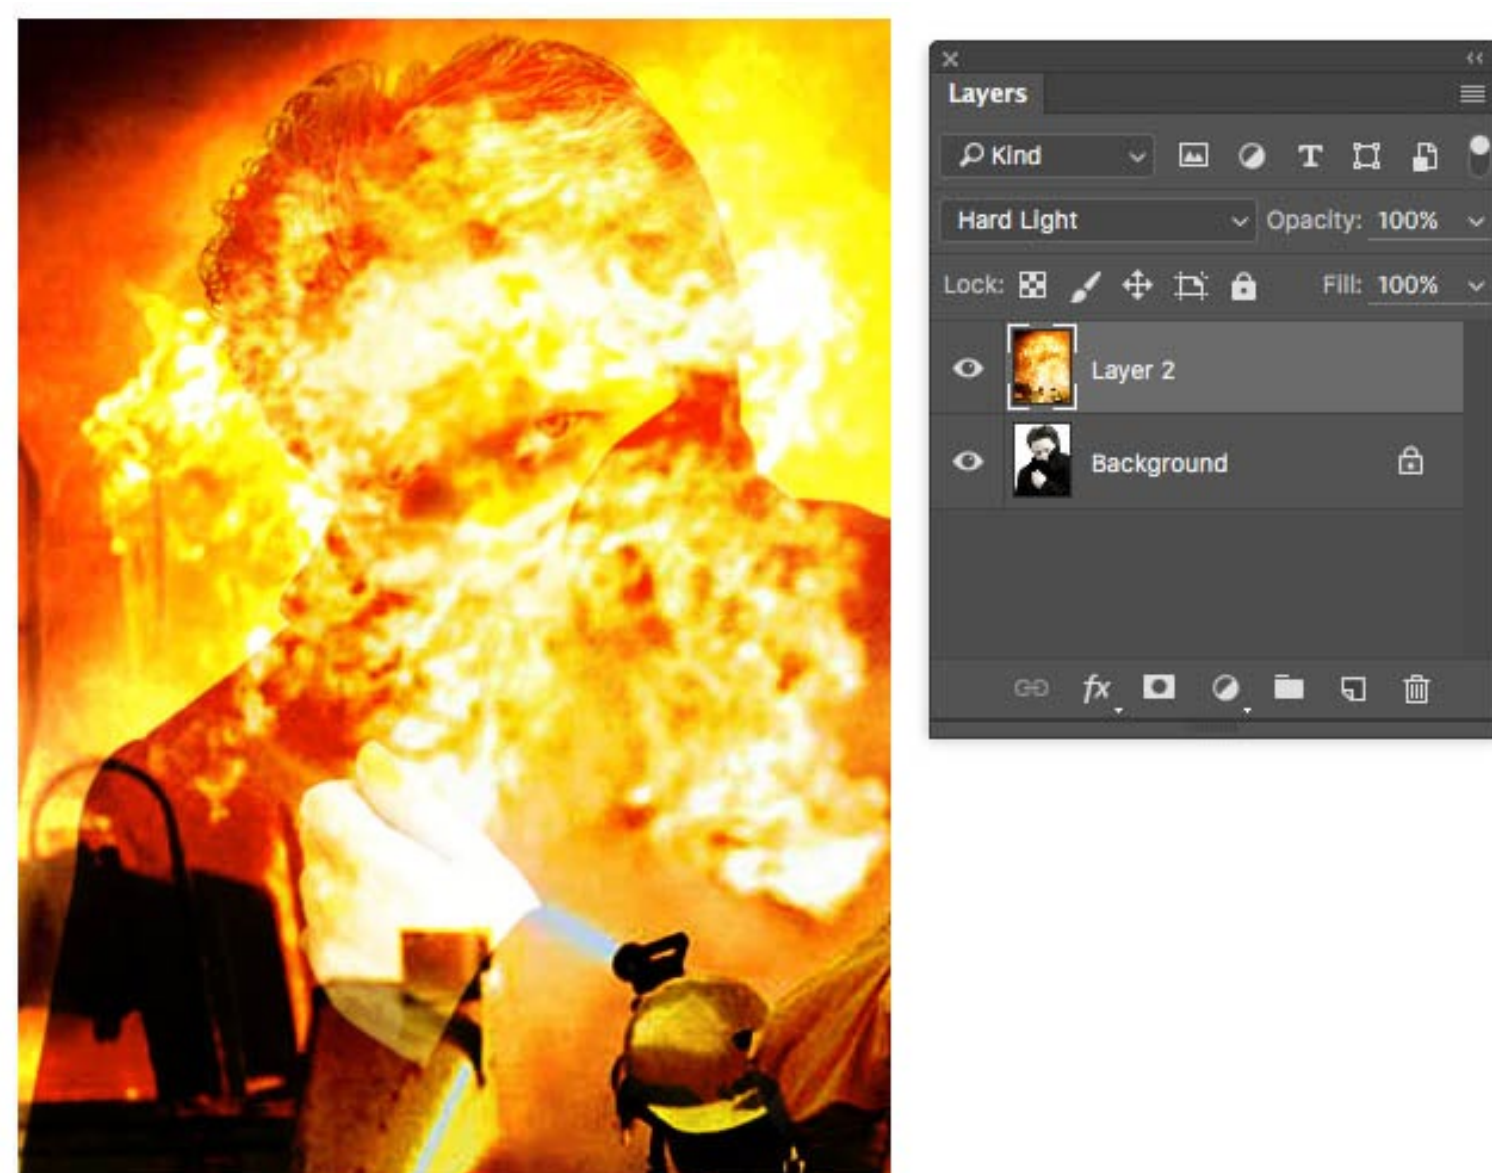 Layers
Kind
Hard Light Opacity: 100%
Lock: Fill: 100%
Layer 2
Background
fx